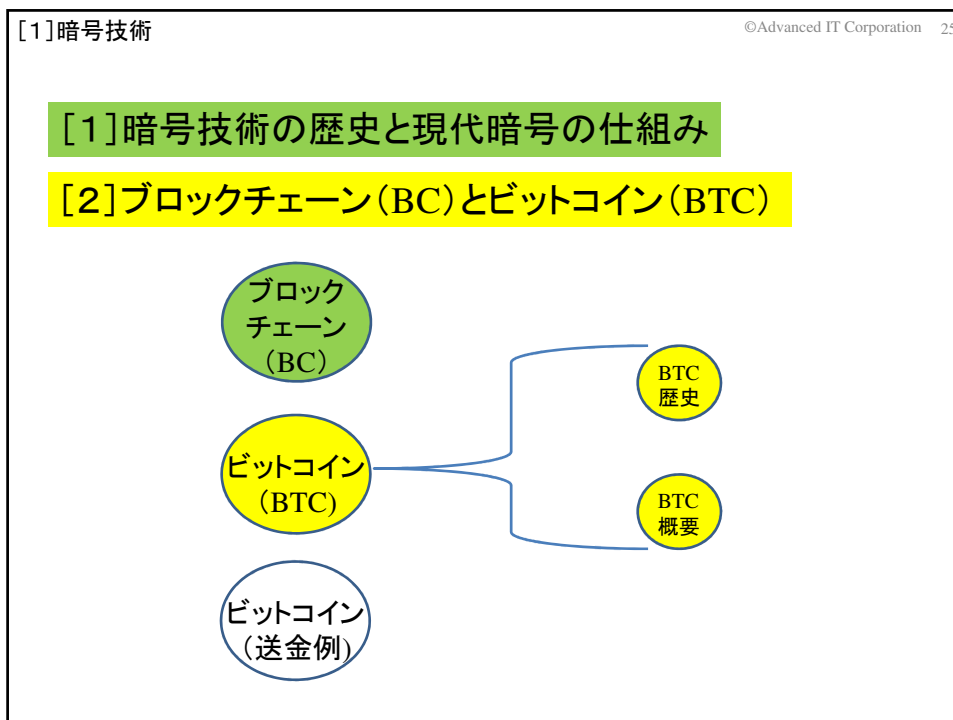 [1]暗号技術
©Advanced IT Corporation 25
[1]暗号技術の歴史と現代暗号の仕組み
[2]ブロックチェーン(BC)とビットコイン(BTC)
ブロック
チェーン
(BC)
BTC
歴史
ビットコイン
(BTC)
BTC
概要
ビットコイン
(送金例)